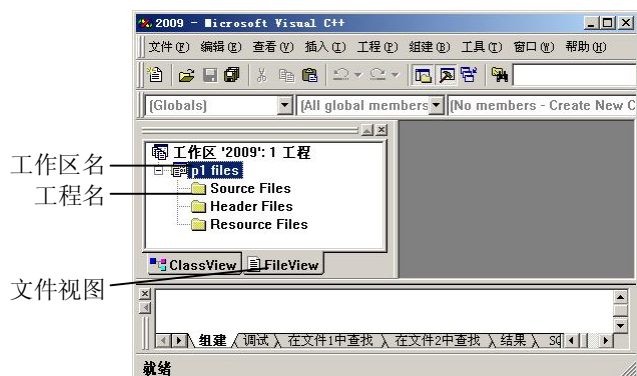 2009 - Microsoft Visual C++
文件(F) 编辑(E) 查看(V) 插入(I) 工程(P) 组建(B) 工具(T) 窗口(W) 帮助(H)
(Globals) (All global members (No members - Create New C
工作区 '2009': 1 工程
工作区名
p1 files
工程名
Source Files
Header Files
Resource Files
ClassView FileView
文件视图
组建 调试 在文件1中查找 在文件2中查找 结果 SQ
就绪